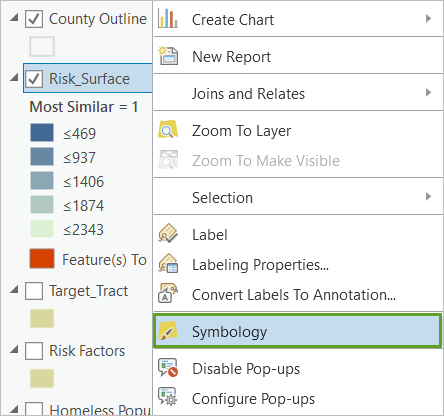 County Outline
Risk_Surface
Most Similar = 1
≤469
≤937
≤1406
≤1874
≤2343
Feature(s) To
Target_Tract
Risk Factors
Homeless Popu
Create Chart
New Report
Joins and Relates
Zoom To Layer
Zoom To Make Visible
Selection
Label
Labeling Properties...
Convert Labels To Annotation...
Symbology
Disable Pop-ups
Configure Pop-ups